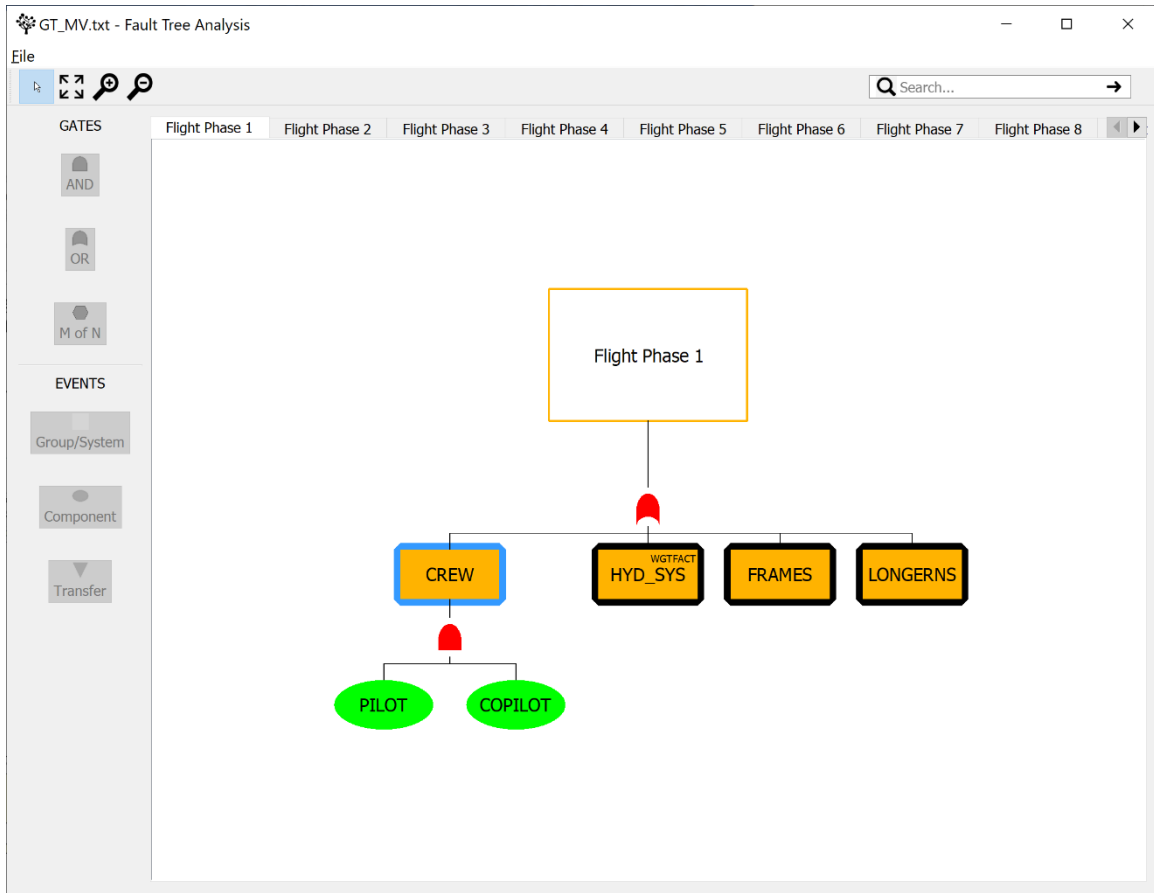 GT_MV.txt - Fault Tree Analysis
File
Search...
GATES
Flight Phase 1
Flight Phase 2
Flight Phase 3
Flight Phase 4
Flight Phase 5
Flight Phase 6
Flight Phase 7
Flight Phase 8
AND
OR
M of N
EVENTS
Group/System
Component
Transfer
Flight Phase 1
CREW
WGTFACT
HYD_SYS
FRAMES
LONGERNS
PILOT
COPILOT